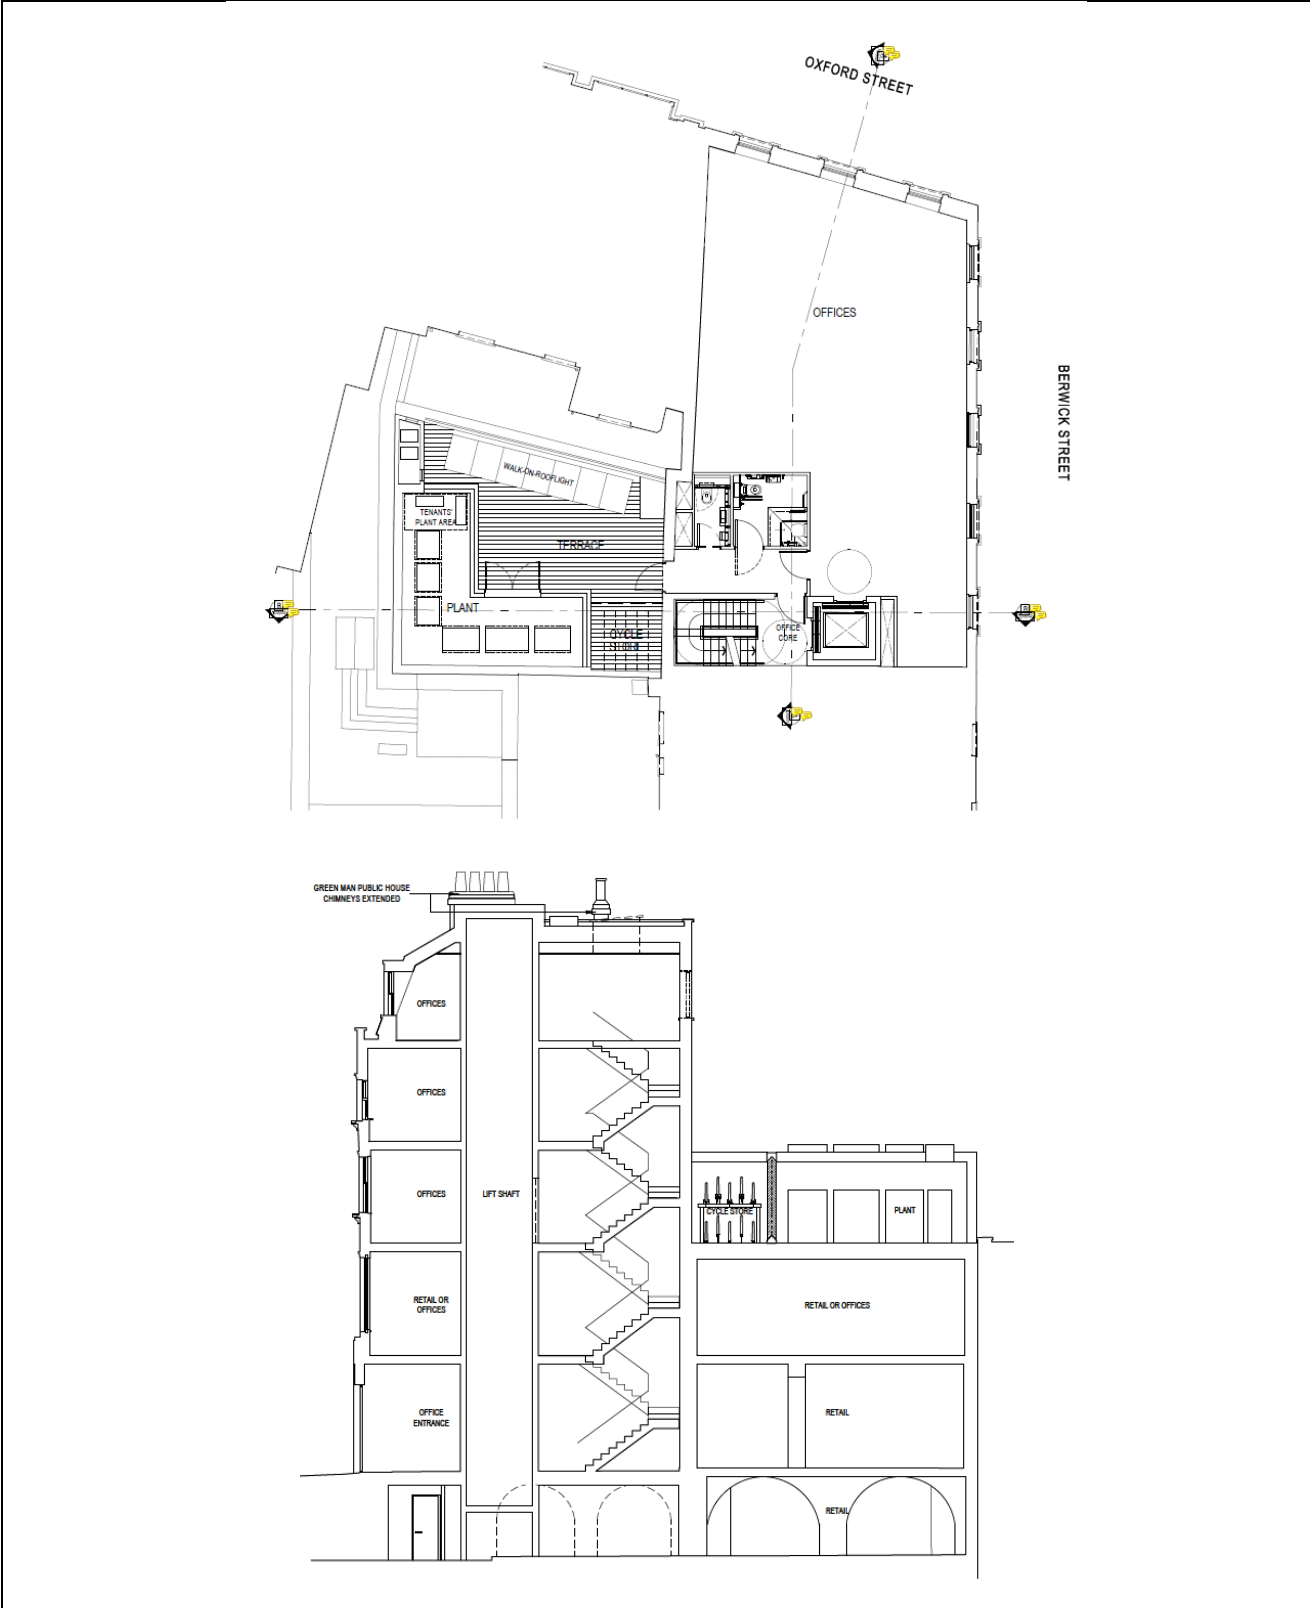 OXFORD STREET
OFFICES
BERWICK STREET
WALK-ON-ROOFLIGHT
TENANTS'
PLANT AREA
TERRACE
PLANT
CYCLE
STORE
OFFICE
CORE
GREEN MAN PUBLIC HOUSE
CHIMNEYS EXTENDED
OFFICES
OFFICES
OFFICES
LIFT SHAFT
CYCLE STORE
PLANT
RETAIL OR
OFFICES
RETAIL OR OFFICES
OFFICE
ENTRANCE
RETAIL
RETAIL